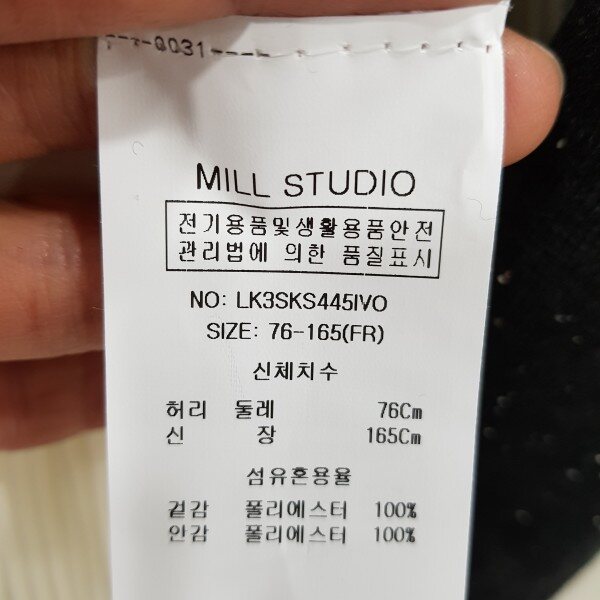 -0031-
MILL STUDIO
전기용품및생활용품안전
관리법에 의한 품질표시
NO: LK3SKS445IVO
SIZE: 76-165(FR)
신체치수
허리 둘레 76Cm
신 장 165Cm
섬유혼용율
겉감 폴리에스터 100%
안감 폴리에스터 100%